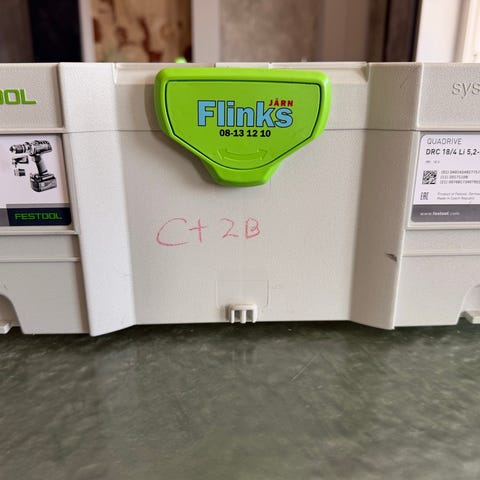 OOL
JÄRN
Flinks
08-13 12 10
sys
QUADRIVE
DRC 18/4 Li 5,2-
FESTOOL
www.festool.com
C+2B